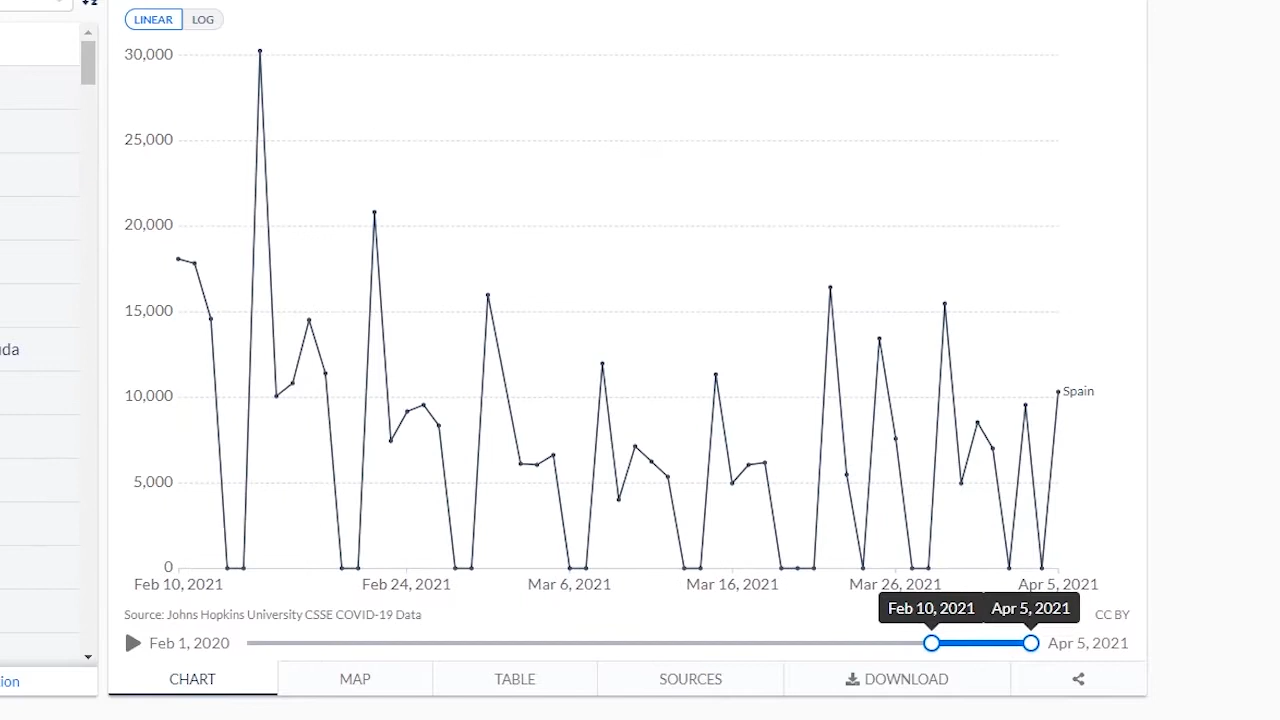 LINEAR LOG
30,000
25,000
20,000
15,000
10,000
5,000
0
Spain
Feb 10, 2021 Feb 24, 2021 Mar 6, 2021 Mar 16, 2021 Mar 26, 2021 Apr 5, 2021
Feb 10, 2021 Apr 5, 2021
Source: Johns Hopkins University CSSE COVID-19 Data CC BY
Feb 1, 2020 Apr 5, 2021
CHART MAP TABLE SOURCES DOWNLOAD
uda
tion